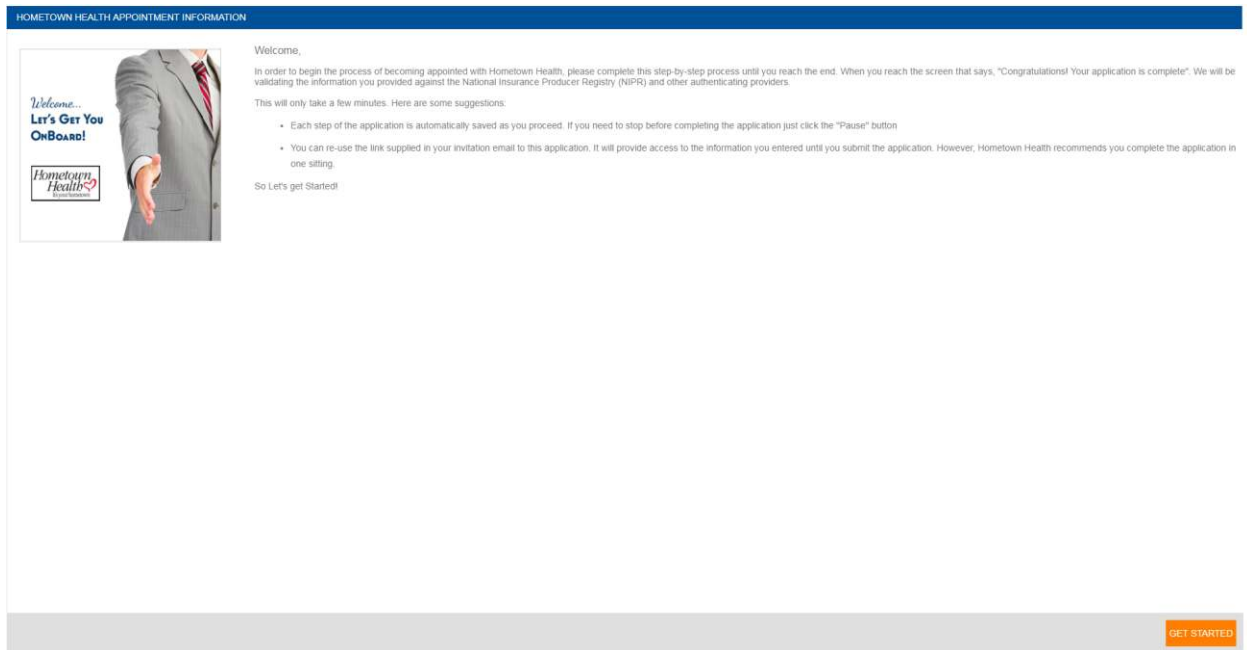 HOMETOWN HEALTH APPOINTMENT INFORMATION
Welcome...
LET'S GET YOU
ONBOARD!
Hometown
Health
Welcome,
In order to begin the process of becoming appointed with Hometown Health, please complete this step-by-step process until you reach the end. When you reach the screen that says, "Congratulations! Your application is complete". We will be
validating the information you provided against the National Insurance Producer Registry (NIPR) and other authenticating providers.
This will only take a few minutes. Here are some suggestions:
• Each step of the application is automatically saved as you proceed. If you need to stop before completing the application just click the "Pause" button
• You can re-use the link supplied in your invitation email to this application. It will provide access to the information you entered until you submit the application. However, Hometown Health recommends you complete the application in
one sitting.
So Let's get Started!
GET STARTED